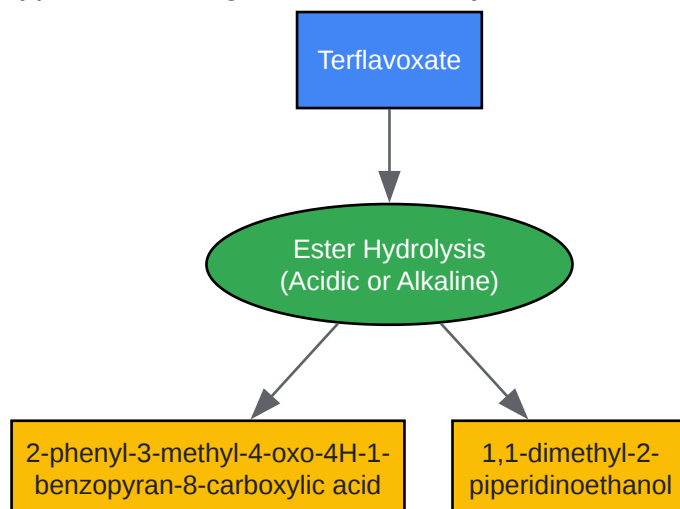 Terflavoxate
Ester Hydrolysis
(Acidic or Alkaline)
2-phenyl-3-methyl-4-oxo-4H-1-
benzopyran-8-carboxylic acid
1,1-dimethyl-2-
piperidinoethanol